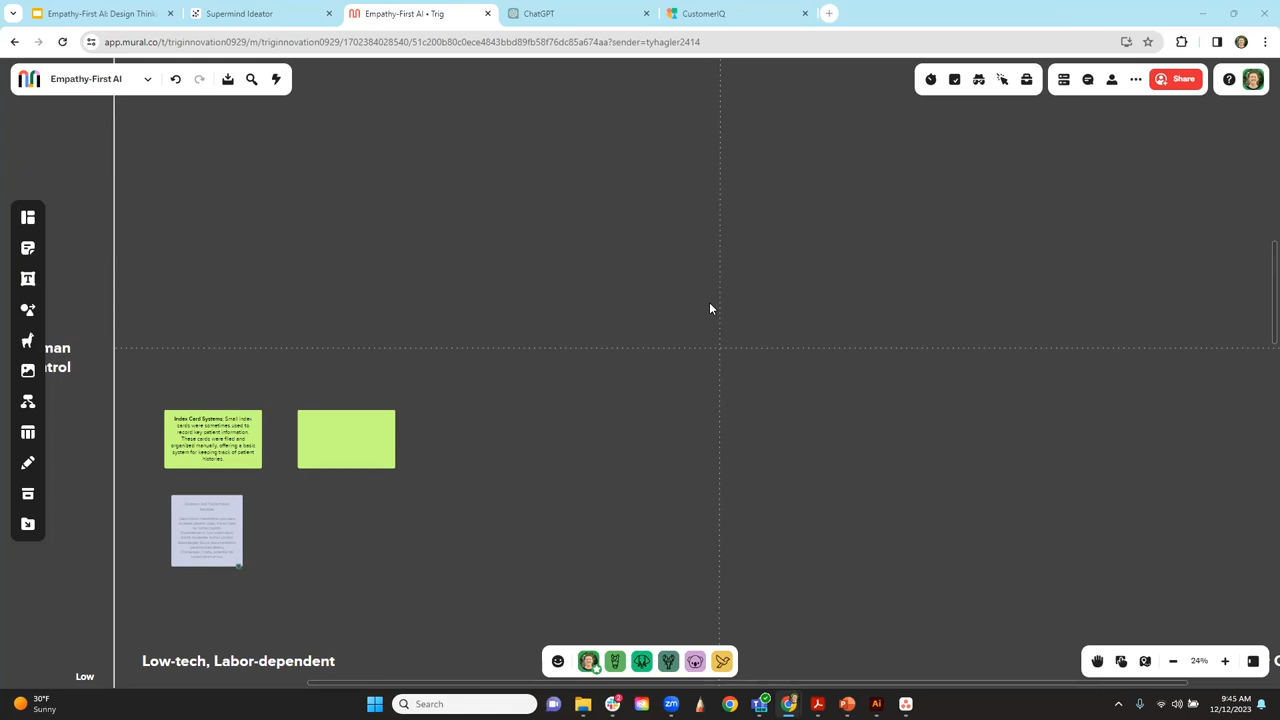 Empathy-First AI: Design Think
Supermind Ideator
Empathy-First AI • Trig
ChatGPT
CustomerIQ
app.mural.co/t/triginnovation0929/m/triginnovation0929/1702384028540/51c200b80c0ece4843bbd89fb58f76dc85a674aa?sender=tyhagler2414
Empathy-First AI
Share
man
trol
Index Card Systems: Small index
cards were sometimes used to
record key patient information.
These cards were filed and
organized manually, offering a basic
system for keeping track of patient
histories.
Low-tech, Labor-dependent
Low
24%
30°F
Sunny
Search
2
9:45 AM
12/12/2023